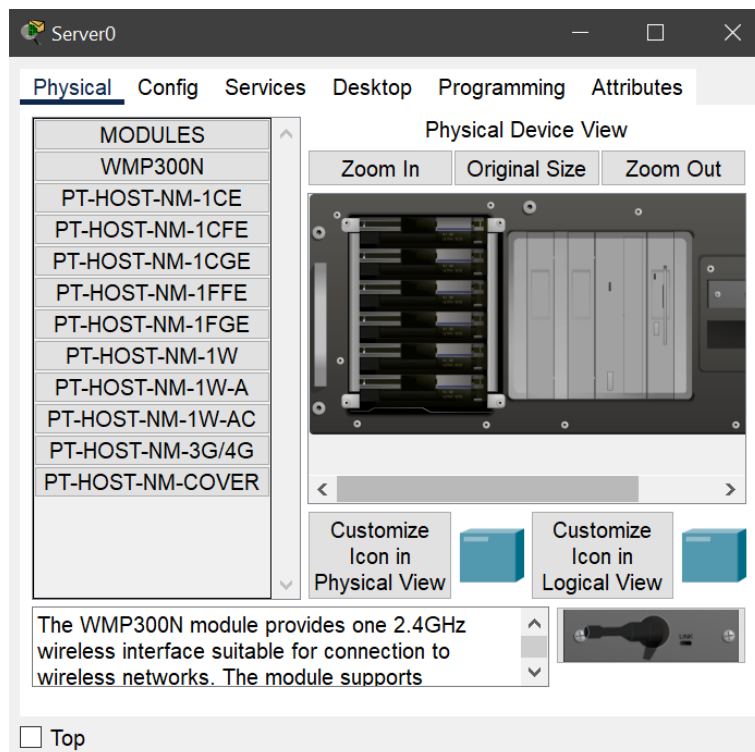 Server0
Physical Config Services Desktop Programming Attributes
MODULES
WMP300N
PT-HOST-NM-1CE
PT-HOST-NM-1CFE
PT-HOST-NM-1CGE
PT-HOST-NM-1FFE
PT-HOST-NM-1FGE
PT-HOST-NM-1W
PT-HOST-NM-1W-A
PT-HOST-NM-1W-AC
PT-HOST-NM-3G/4G
PT-HOST-NM-COVER
Physical Device View
Zoom In Original Size Zoom Out
Customize
Icon in
Physical View
Customize
Icon in
Logical View
The WMP300N module provides one 2.4GHz
wireless interface suitable for connection to
wireless networks. The module supports
LINK
Top